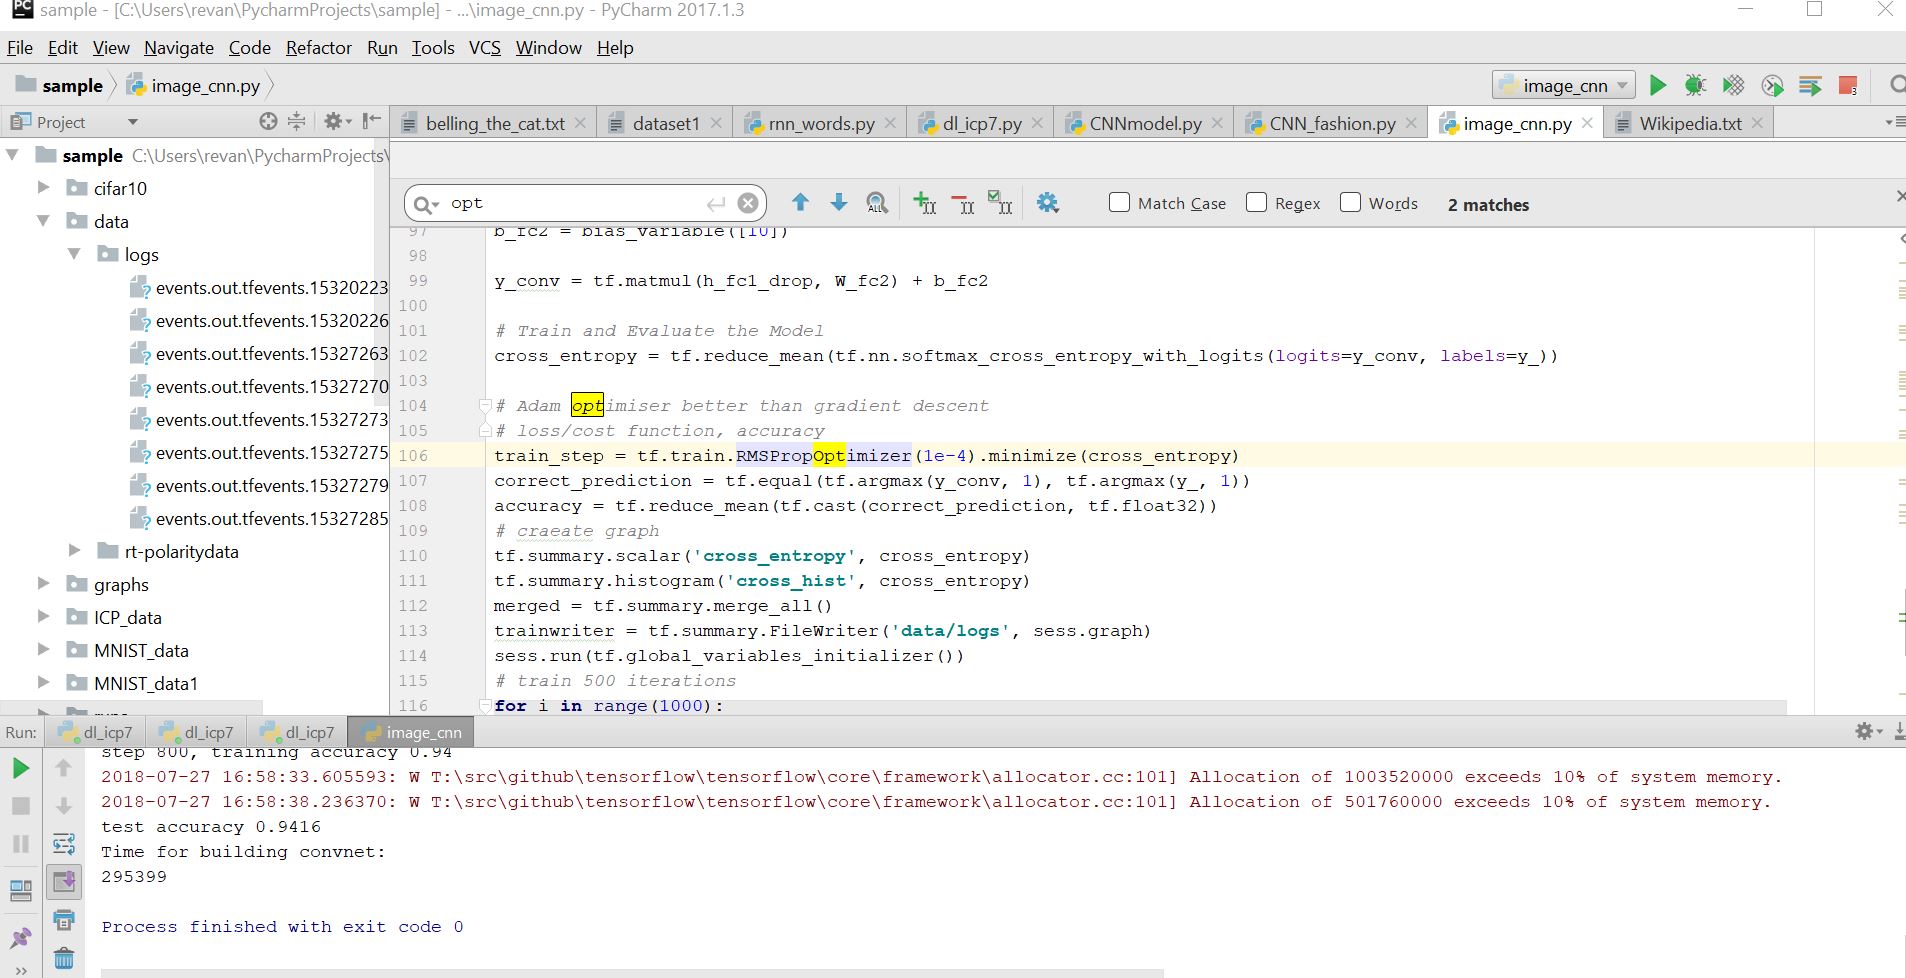 PC sample - [C:\Users\revan\PycharmProjects\sample] - ...\image_cnn.py - PyCharm 2017.1.3
File Edit View Navigate Code Refactor Run Tools VCS Window Help
sample image_cnn.py image_cnn 3
Project belling_the_cat.txt dataset1 rnn_words.py dl_icp7.py CNNmodel.py CNN_fashion.py image_cnn.py Wikipedia.txt
sample C:\Users\revan\PycharmProjects\
cifar10
data
logs
events.out.tfevents.15320223
events.out.tfevents.15320226
events.out.tfevents.15327263
events.out.tfevents.15327270
events.out.tfevents.15327273
events.out.tfevents.15327275
events.out.tfevents.15327279
events.out.tfevents.15327285
rt-polaritydata
graphs
ICP_data
MNIST_data
MNIST_data1
opt Match Case Regex Words 2 matches
97 b_fc2 = bias_variable([10])
98
99 y_conv = tf.matmul(h_fc1_drop, W_fc2) + b_fc2
100
101 # Train and Evaluate the Model
102 cross_entropy = tf.reduce_mean(tf.nn.softmax_cross_entropy_with_logits(logits=y_conv, labels=y_))
103
104 # Adam optimiser better than gradient descent
105 # loss/cost function, accuracy
106 train_step = tf.train.RMSPropOptimizer(1e-4).minimize(cross_entropy)
107 correct_prediction = tf.equal(tf.argmax(y_conv, 1), tf.argmax(y_, 1))
108 accuracy = tf.reduce_mean(tf.cast(correct_prediction, tf.float32))
109 # craeate graph
110 tf.summary.scalar('cross_entropy', cross_entropy)
111 tf.summary.histogram('cross_hist', cross_entropy)
112 merged = tf.summary.merge_all()
113 trainwriter = tf.summary.FileWriter('data/logs', sess.graph)
114 sess.run(tf.global_variables_initializer())
115 # train 500 iterations
116 for i in range(1000):
Run: dl_icp7 dl_icp7 dl_icp7 image_cnn
step 800, training accuracy 0.94
2018-07-27 16:58:33.605593: W T:\src\github\tensorflow\tensorflow\core\framework\allocator.cc:101] Allocation of 1003520000 exceeds 10% of system memory.
2018-07-27 16:58:38.236370: W T:\src\github\tensorflow\tensorflow\core\framework\allocator.cc:101] Allocation of 501760000 exceeds 10% of system memory.
test accuracy 0.9416
Time for building convnet:
295399
Process finished with exit code 0